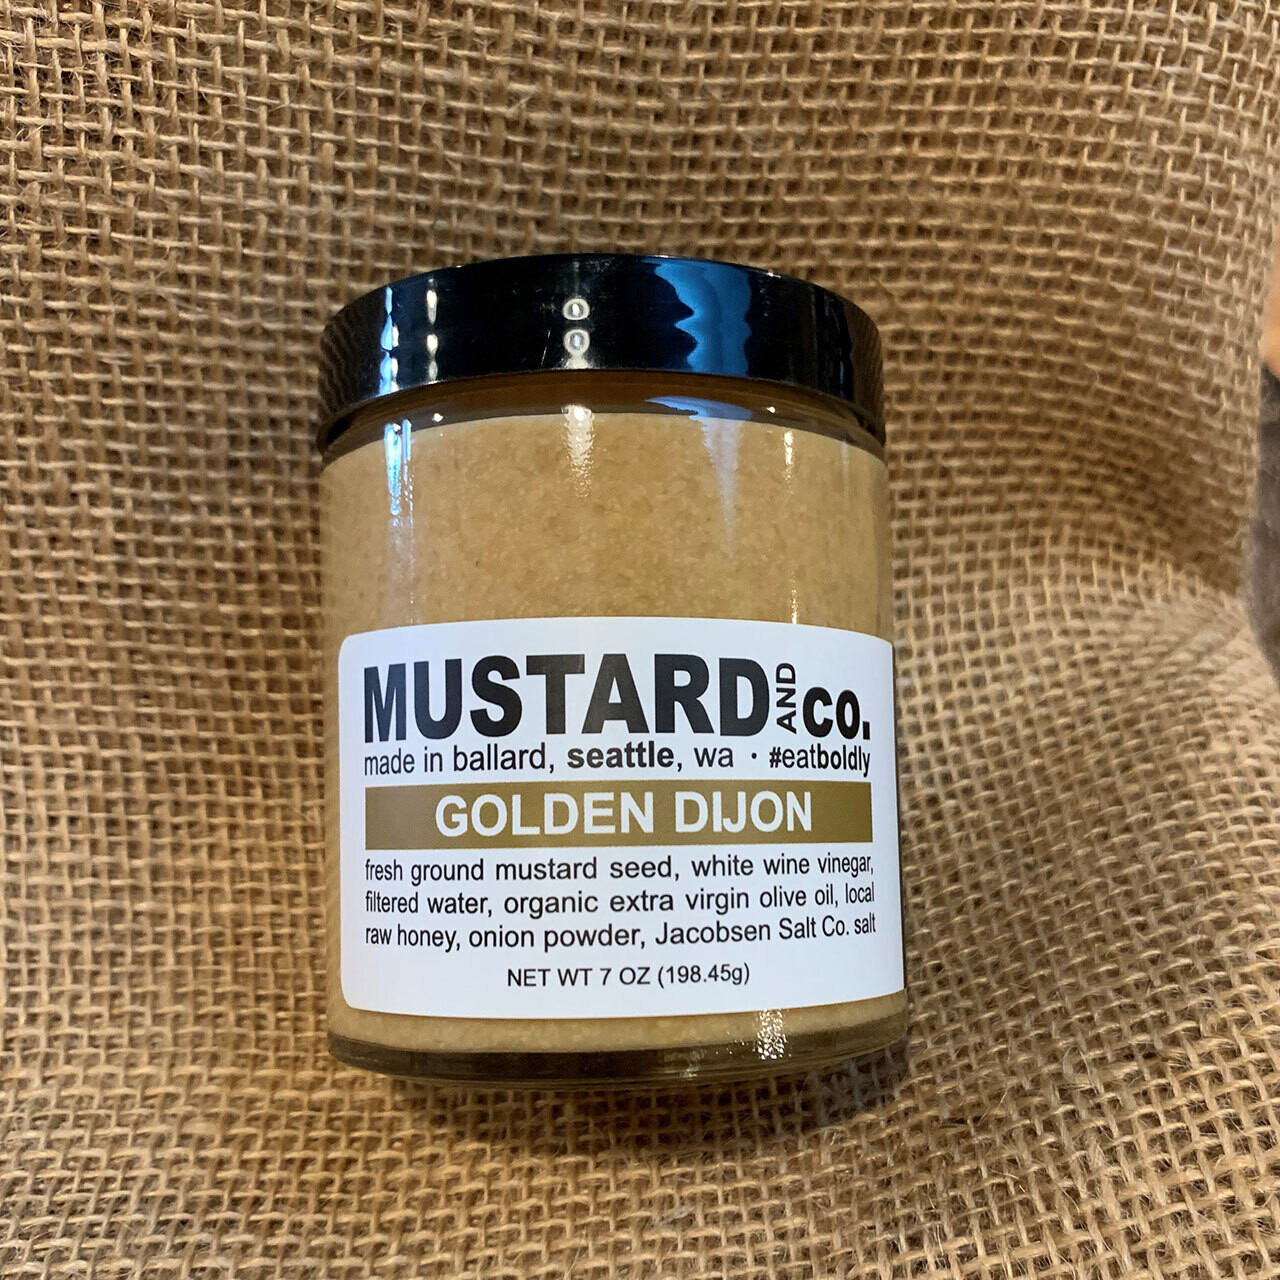 MUSTARD AND CO.
made in ballard, seattle, wa · #eatboldly
GOLDEN DIJON
fresh ground mustard seed, white wine vinegar,
filtered water, organic extra virgin olive oil, local
raw honey, onion powder, Jacobsen Salt Co. salt
NET WT 7 OZ (198.45g)